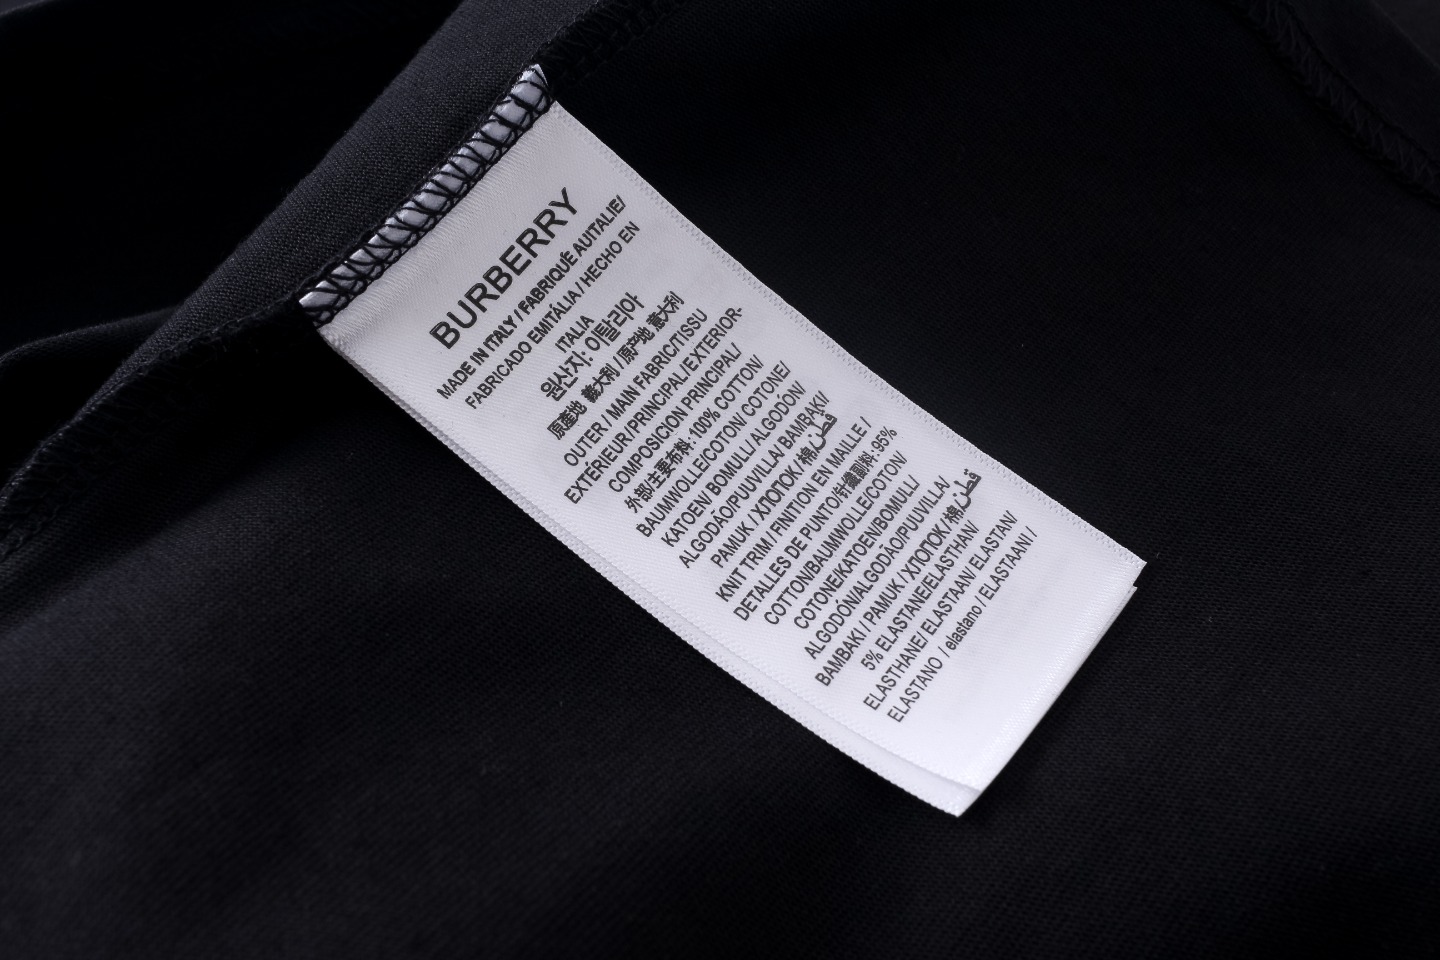 BURBERRY
MADE IN ITALY / FABRIQUÉ AUITALIE/
FABRICADO EMITÁLIA / HECHO EN
ITALIA
원산지: 이탈리아
原產地 義大利 / 原产地 意大利
OUTER / MAIN FABRIC/TISSU
EXTÉRIEUR/PRINCIPAL/EXTERIOR-
COMPOSICION PRINCIPAL/
外部/主要布料: 100% COTTON/
BAUMWOLLE/COTON/ COTONE/
KATOEN/ BOMULL/ ALGODÓN/
ALGODÃO/PUUVILLA/ BAMBAKI/
PAMUK / ХЛОПОК / 棉/قطن
KNIT TRIM / FINITION EN MAILLE /
DETALLES DE PUNTO/針織副料: 95%
COTTON/BAUMWOLLE/COTON/
COTONE/KATOEN/BOMULL/
ALGODÓN/ALGODÃO/PUUVILLA/
BAMBAKI / PAMUK / ХЛОПОК / 棉/قطن
5% ELASTANE/ELASTHAN/
ELASTHANE/ ELASTAAN/ ELASTAN/
ELASTANO / elastano / ELASTAANI /